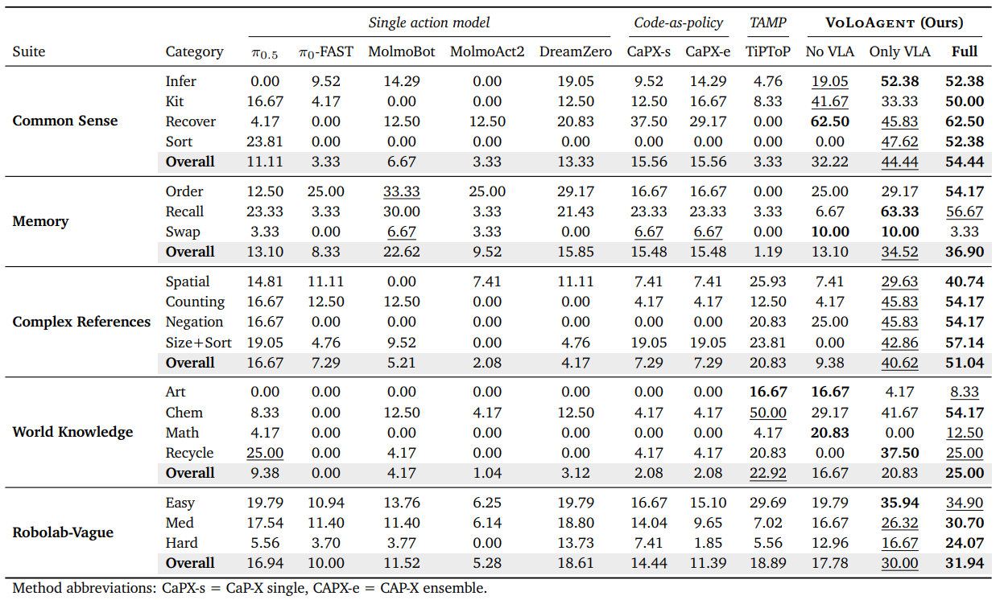 Single action model Code-as-policy TAMP VOLOAGENT (Ours)
Suite Category π0.5 π0-FAST MolmoBot MolmoAct2 DreamZero CaPX-s CaPX-e TiPToP No VLA Only VLA Full
Infer 0.00 9.52 14.29 0.00 19.05 9.52 14.29 4.76 19.05 52.38 52.38
Kit 16.67 4.17 0.00 0.00 12.50 12.50 16.67 8.33 41.67 33.33 50.00
Common Sense Recover 4.17 0.00 12.50 12.50 20.83 37.50 29.17 0.00 62.50 45.83 62.50
Sort 23.81 0.00 0.00 0.00 0.00 0.00 0.00 0.00 0.00 47.62 52.38
Overall 11.11 3.33 6.67 3.33 13.33 15.56 15.56 3.33 32.22 44.44 54.44
Order 12.50 25.00 33.33 25.00 29.17 16.67 16.67 0.00 25.00 29.17 54.17
Memory Recall 23.33 3.33 30.00 3.33 21.43 23.33 23.33 3.33 6.67 63.33 56.67
Swap 3.33 0.00 6.67 3.33 0.00 6.67 6.67 0.00 10.00 10.00 3.33
Overall 13.10 8.33 22.62 9.52 15.85 15.48 15.48 1.19 13.10 34.52 36.90
Spatial 14.81 11.11 0.00 7.41 11.11 7.41 7.41 25.93 7.41 29.63 40.74
Counting 16.67 12.50 12.50 0.00 0.00 4.17 4.17 12.50 4.17 45.83 54.17
Complex References Negation 16.67 0.00 0.00 0.00 0.00 0.00 0.00 20.83 25.00 45.83 54.17
Size+Sort 19.05 4.76 9.52 0.00 4.76 19.05 19.05 23.81 0.00 42.86 57.14
Overall 16.67 7.29 5.21 2.08 4.17 7.29 7.29 20.83 9.38 40.62 51.04
Art 0.00 0.00 0.00 0.00 0.00 0.00 0.00 16.67 16.67 4.17 8.33
Chem 8.33 0.00 12.50 4.17 12.50 4.17 4.17 50.00 29.17 41.67 54.17
World Knowledge Math 4.17 0.00 0.00 0.00 0.00 0.00 0.00 4.17 20.83 0.00 12.50
Recycle 25.00 0.00 4.17 0.00 0.00 4.17 4.17 20.83 0.00 37.50 25.00
Overall 9.38 0.00 4.17 1.04 3.12 2.08 2.08 22.92 16.67 20.83 25.00
Easy 19.79 10.94 13.76 6.25 19.79 16.67 15.10 29.69 19.79 35.94 34.90
Robolab-Vague Med 17.54 11.40 11.40 6.14 18.80 14.04 9.65 7.02 16.67 26.32 30.70
Hard 5.56 3.70 3.77 0.00 13.73 7.41 1.85 5.56 12.96 16.67 24.07
Overall 16.94 10.00 11.52 5.28 18.61 14.44 11.39 18.89 17.78 30.00 31.94
Method abbreviations: CaPX-s = CaP-X single, CAPX-e = CAP-X ensemble.